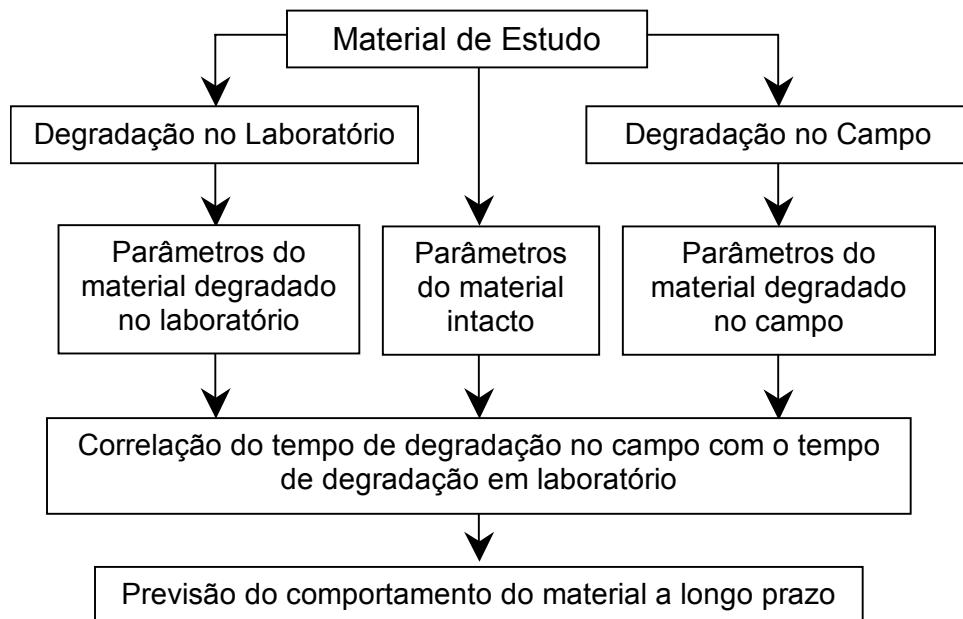 Material de Estudo
Degradação no Laboratório
Degradação no Campo
Parâmetros do
material degradado
no laboratório
Parâmetros
do material
intacto
Parâmetros do
material degradado
no campo
Correlação do tempo de degradação no campo com o tempo
de degradação em laboratório
Previsão do comportamento do material a longo prazo